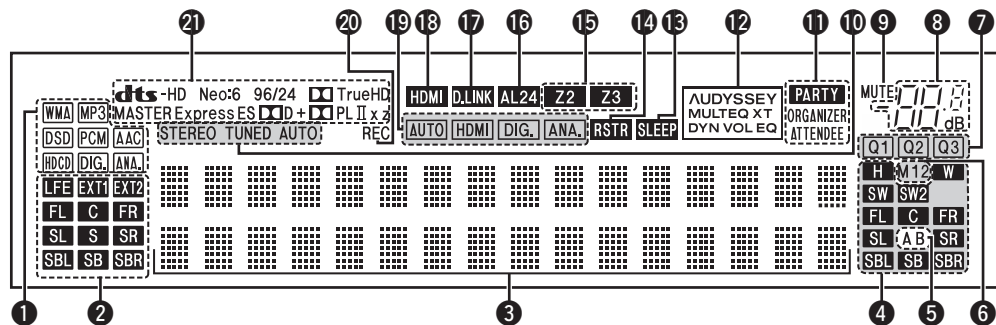 ㉑ ⑳ ⑲ ⑱ ⑰ ⑯ ⑮ ⑭ ⑬ ⑫ ⑪ ⑩ ⑨ ⑧ ⑦
dts-HD Neo:6 96/24 TrueHD
MASTER Express ES D+ PLII x z
WMA MP3
DSD PCM AAC
HDCD DIG. ANA.
STEREO TUNED AUTO
REC
HDMI D.LINK AL24 Z2 Z3
AUTO HDMI DIG. ANA. RSTR SLEEP
AUDYSSEY
MULTEQ XT
DYN VOL EQ
PARTY
ORGANIZER
ATTENDEE
MUTE
dB
Q1 Q2 Q3
LFE EXT1 EXT2
FL C FR
SL S SR
SBL SB SBR
H M12 W
SW SW2
FL C FR
SL A B SR
SBL SB SBR
① ② ③ ④ ⑤ ⑥